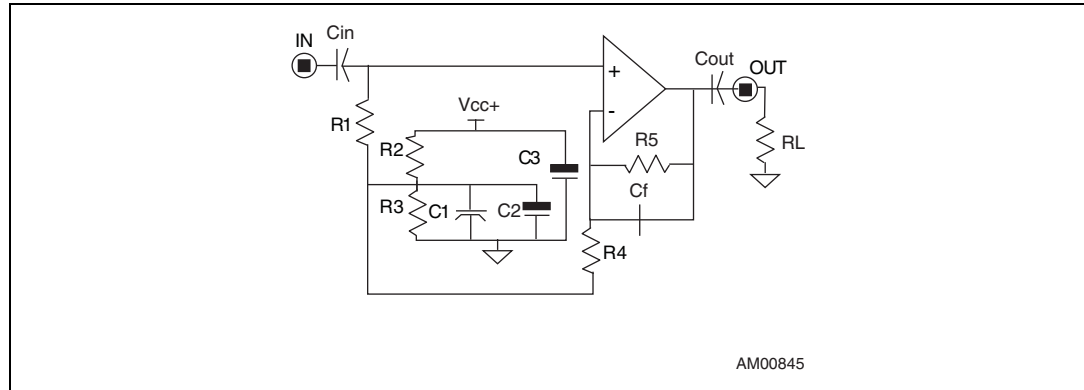 Cin
IN
Cout
OUT
+
-
Vcc+
R1
R2
C3
R5
RL
Cf
R3
C1
C2
R4
AM00845